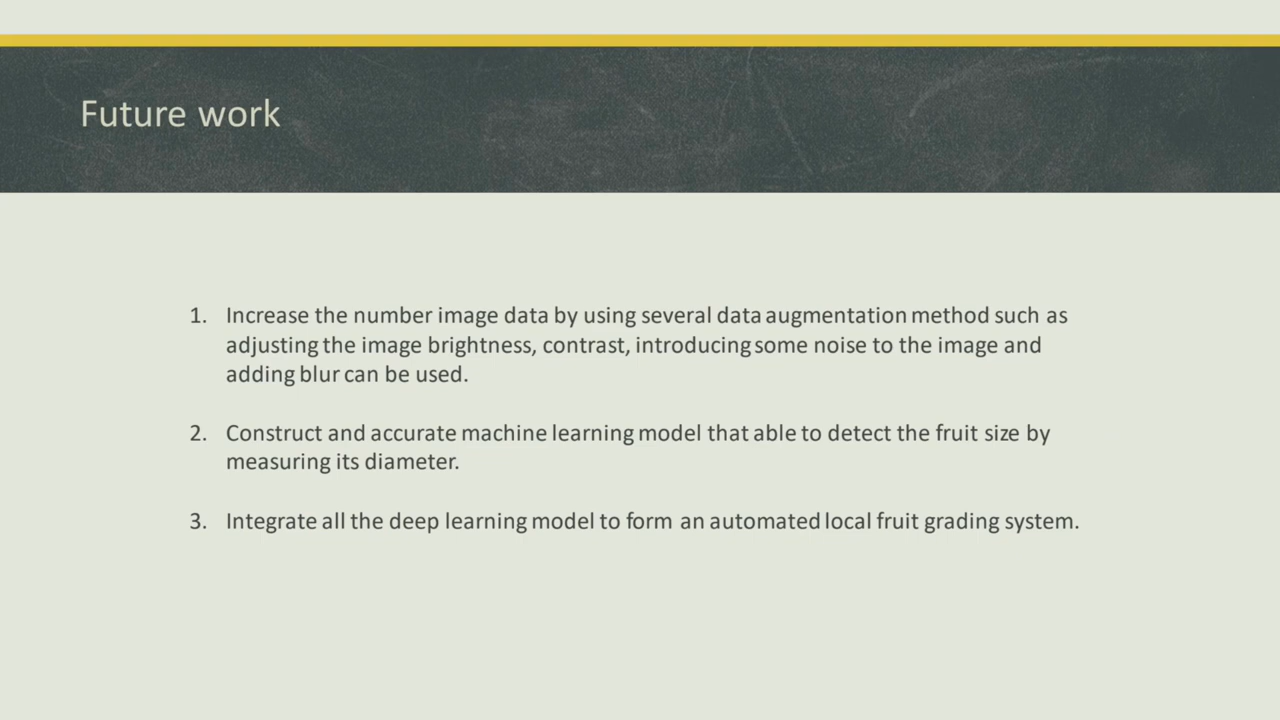 Future work
1. Increase the number image data by using several data augmentation method such as
adjusting the image brightness, contrast, introducing some noise to the image and
adding blur can be used.
2. Construct and accurate machine learning model that able to detect the fruit size by
measuring its diameter.
3. Integrate all the deep learning model to form an automated local fruit grading system.